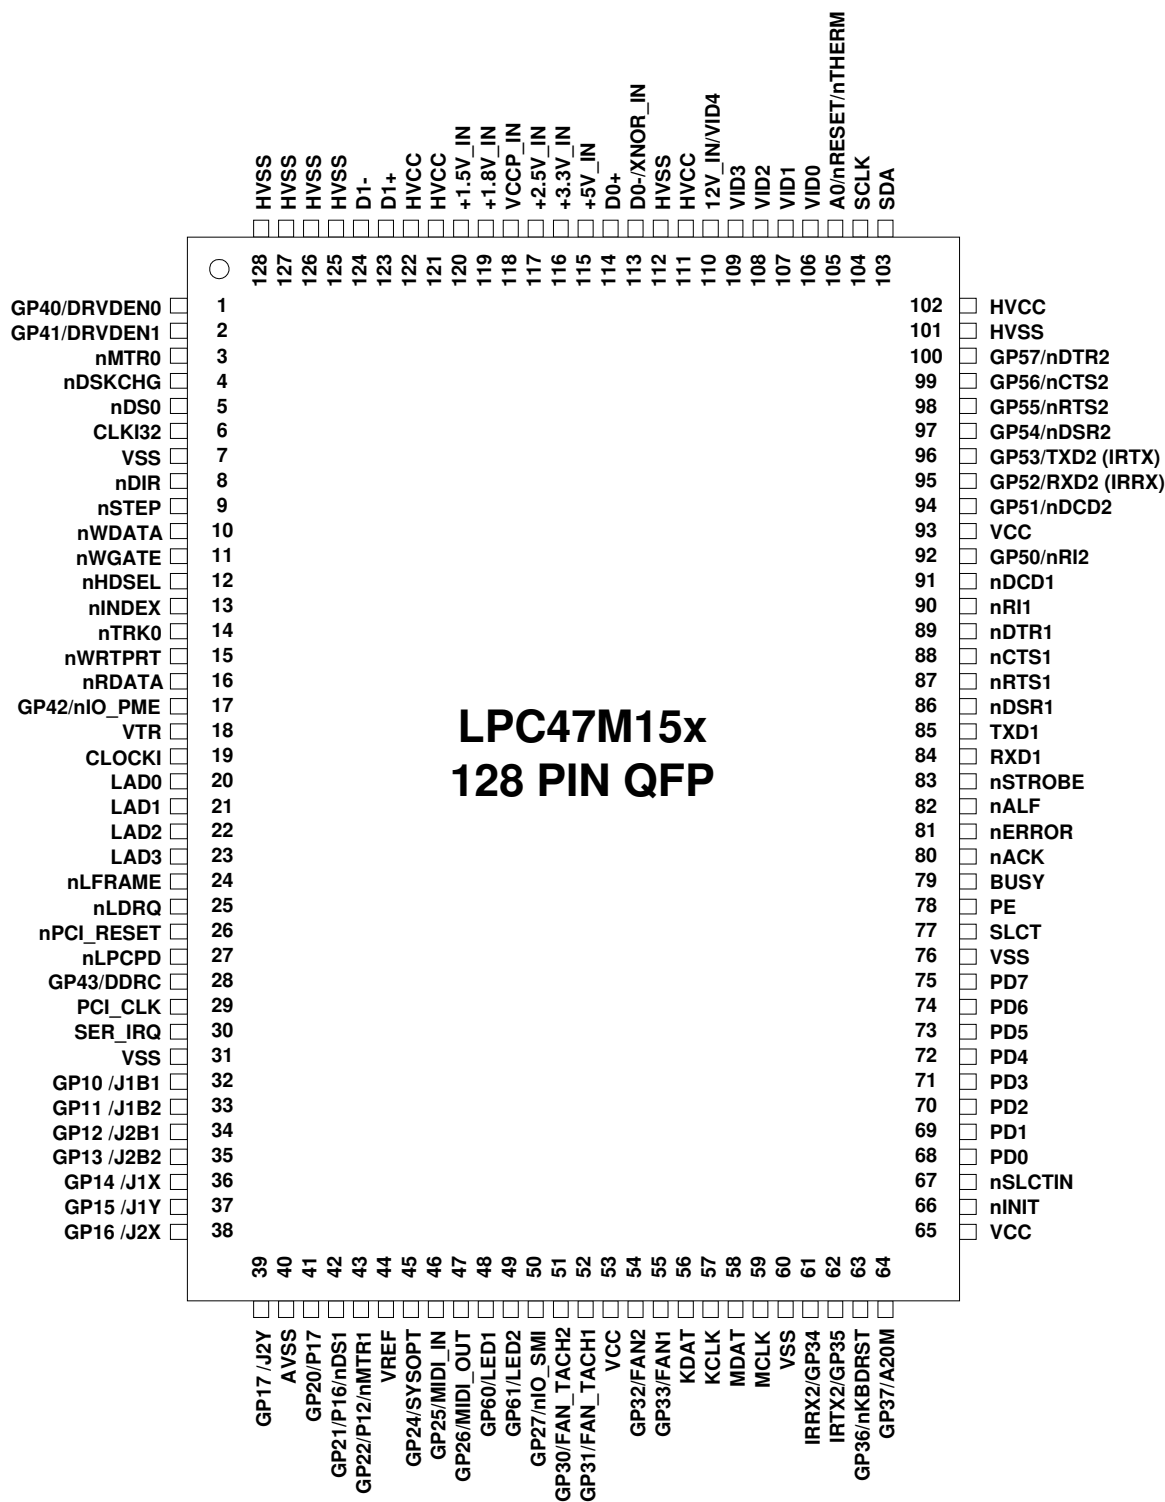 HVSS
HVSS
HVSS
HVSS
D1-
D1+
HVCC
HVCC
+1.5V_IN
+1.8V_IN
VCCP_IN
+2.5V_IN
+3.3V_IN
+5V_IN
D0+
D0-/XNOR_IN
HVSS
HVCC
12V_IN/VID4
VID3
VID2
VID1
VID0
A0/nRESET/nTHERM
SCLK
SDA
128
127
126
125
124
123
122
121
120
119
118
117
116
115
114
113
112
111
110
109
108
107
106
105
104
103
GP40/DRVDEN0 1
GP41/DRVDEN1 2
nMTR0 3
nDSKCHG 4
nDS0 5
CLKI32 6
VSS 7
nDIR 8
nSTEP 9
nWDATA 10
nWGATE 11
nHDSEL 12
nINDEX 13
nTRK0 14
nWRTPRT 15
nRDATA 16
GP42/nIO_PME 17
VTR 18
CLOCKI 19
LAD0 20
LAD1 21
LAD2 22
LAD3 23
nLFRAME 24
nLDRQ 25
nPCI_RESET 26
nLPCPD 27
GP43/DDRC 28
PCI_CLK 29
SER_IRQ 30
VSS 31
GP10 /J1B1 32
GP11 /J1B2 33
GP12 /J2B1 34
GP13 /J2B2 35
GP14 /J1X 36
GP15 /J1Y 37
GP16 /J2X 38
LPC47M15x
128 PIN QFP
102 HVCC
101 HVSS
100 GP57/nDTR2
99 GP56/nCTS2
98 GP55/nRTS2
97 GP54/nDSR2
96 GP53/TXD2 (IRTX)
95 GP52/RXD2 (IRRX)
94 GP51/nDCD2
93 VCC
92 GP50/nRI2
91 nDCD1
90 nRI1
89 nDTR1
88 nCTS1
87 nRTS1
86 nDSR1
85 TXD1
84 RXD1
83 nSTROBE
82 nALF
81 nERROR
80 nACK
79 BUSY
78 PE
77 SLCT
76 VSS
75 PD7
74 PD6
73 PD5
72 PD4
71 PD3
70 PD2
69 PD1
68 PD0
67 nSLCTIN
66 nINIT
65 VCC
39
40
41
42
43
44
45
46
47
48
49
50
51
52
53
54
55
56
57
58
59
60
61
62
63
64
GP17 /J2Y
AVSS
GP20/P17
GP21/P16/nDS1
GP22/P12/nMTR1
VREF
GP24/SYSOPT
GP25/MIDI_IN
GP26/MIDI_OUT
GP60/LED1
GP61/LED2
GP27/nIO_SMI
GP30/FAN_TACH2
GP31/FAN_TACH1
VCC
GP32/FAN2
GP33/FAN1
KDAT
KCLK
MDAT
MCLK
VSS
IRRX2/GP34
IRTX2/GP35
GP36/nKBDRST
GP37/A20M